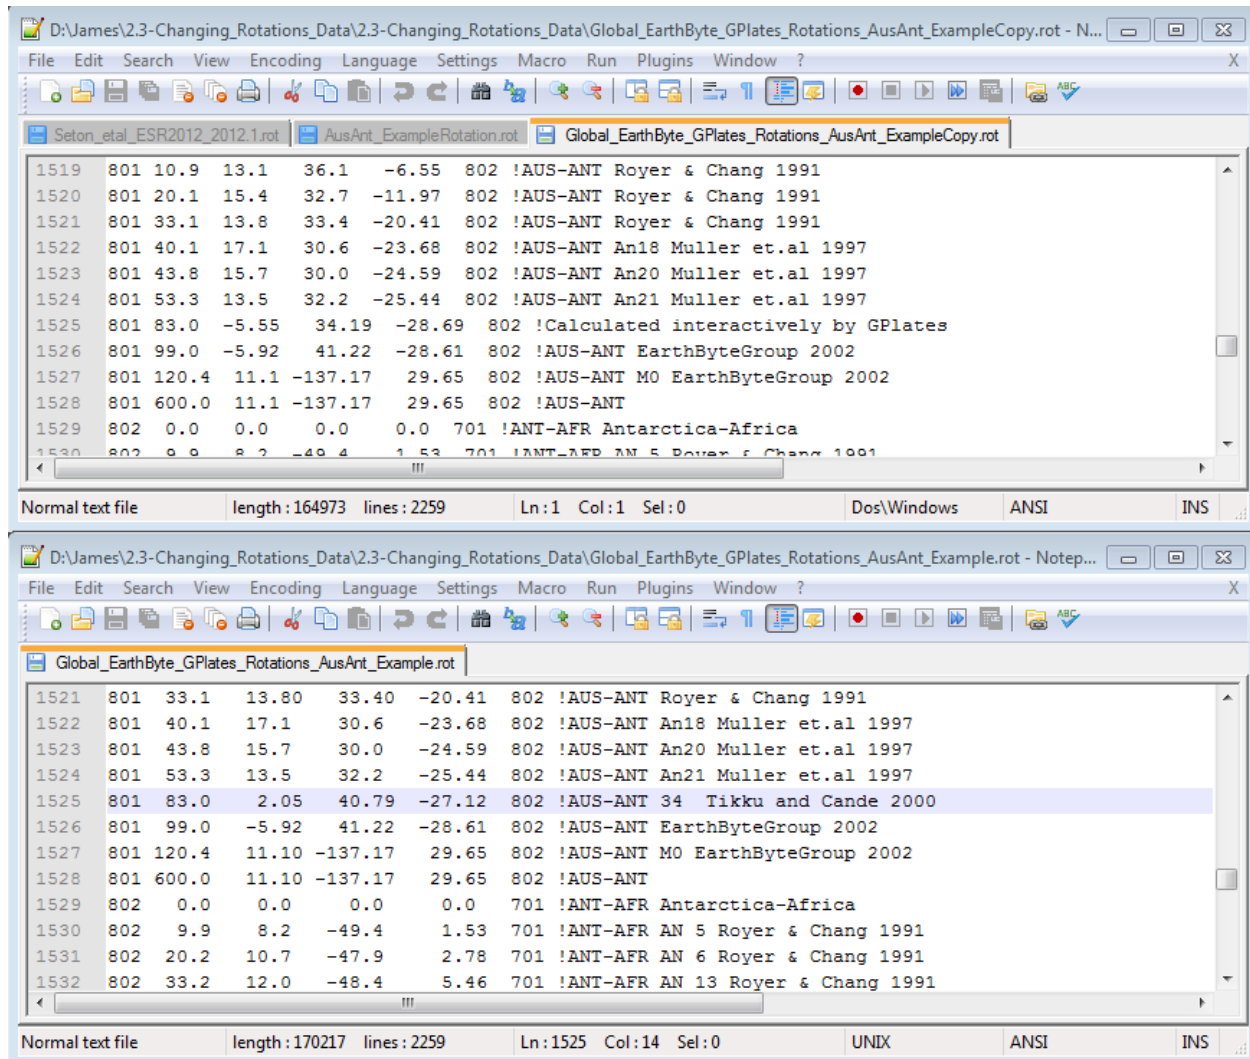 D:\James\2.3-Changing_Rotations_Data\2.3-Changing_Rotations_Data\Global_EarthByte_GPlates_Rotations_AusAnt_ExampleCopy.rot - N...
File Edit Search View Encoding Language Settings Macro Run Plugins Window ? X
Seton_etal_ESR2012_2012.1.rot AusAnt_ExampleRotation.rot Global_EarthByte_GPlates_Rotations_AusAnt_ExampleCopy.rot
1519 801 10.9 13.1 36.1 -6.55 802 !AUS-ANT Royer & Chang 1991
1520 801 20.1 15.4 32.7 -11.97 802 !AUS-ANT Royer & Chang 1991
1521 801 33.1 13.8 33.4 -20.41 802 !AUS-ANT Royer & Chang 1991
1522 801 40.1 17.1 30.6 -23.68 802 !AUS-ANT An18 Muller et.al 1997
1523 801 43.8 15.7 30.0 -24.59 802 !AUS-ANT An20 Muller et.al 1997
1524 801 53.3 13.5 32.2 -25.44 802 !AUS-ANT An21 Muller et.al 1997
1525 801 83.0 -5.55 34.19 -28.69 802 !Calculated interactively by GPlates
1526 801 99.0 -5.92 41.22 -28.61 802 !AUS-ANT EarthByteGroup 2002
1527 801 120.4 11.1 -137.17 29.65 802 !AUS-ANT M0 EarthByteGroup 2002
1528 801 600.0 11.1 -137.17 29.65 802 !AUS-ANT
1529 802 0.0 0.0 0.0 0.0 701 !ANT-AFR Antarctica-Africa
1530 802 9.9 8.2 -49.4 1.53 701 !ANT-AFR AN 5 Royer & Chang 1991
Normal text file length : 164973 lines : 2259 Ln : 1 Col : 1 Sel : 0 Dos\Windows ANSI INS
D:\James\2.3-Changing_Rotations_Data\2.3-Changing_Rotations_Data\Global_EarthByte_GPlates_Rotations_AusAnt_Example.rot - Notep...
File Edit Search View Encoding Language Settings Macro Run Plugins Window ? X
Global_EarthByte_GPlates_Rotations_AusAnt_Example.rot
1521 801 33.1 13.80 33.40 -20.41 802 !AUS-ANT Royer & Chang 1991
1522 801 40.1 17.1 30.6 -23.68 802 !AUS-ANT An18 Muller et.al 1997
1523 801 43.8 15.7 30.0 -24.59 802 !AUS-ANT An20 Muller et.al 1997
1524 801 53.3 13.5 32.2 -25.44 802 !AUS-ANT An21 Muller et.al 1997
1525 801 83.0 2.05 40.79 -27.12 802 !AUS-ANT 34 Tikku and Cande 2000
1526 801 99.0 -5.92 41.22 -28.61 802 !AUS-ANT EarthByteGroup 2002
1527 801 120.4 11.10 -137.17 29.65 802 !AUS-ANT M0 EarthByteGroup 2002
1528 801 600.0 11.10 -137.17 29.65 802 !AUS-ANT
1529 802 0.0 0.0 0.0 0.0 701 !ANT-AFR Antarctica-Africa
1530 802 9.9 8.2 -49.4 1.53 701 !ANT-AFR AN 5 Royer & Chang 1991
1531 802 20.2 10.7 -47.9 2.78 701 !ANT-AFR AN 6 Royer & Chang 1991
1532 802 33.2 12.0 -48.4 5.46 701 !ANT-AFR AN 13 Royer & Chang 1991
Normal text file length : 170217 lines : 2259 Ln : 1525 Col : 14 Sel : 0 UNIX ANSI INS